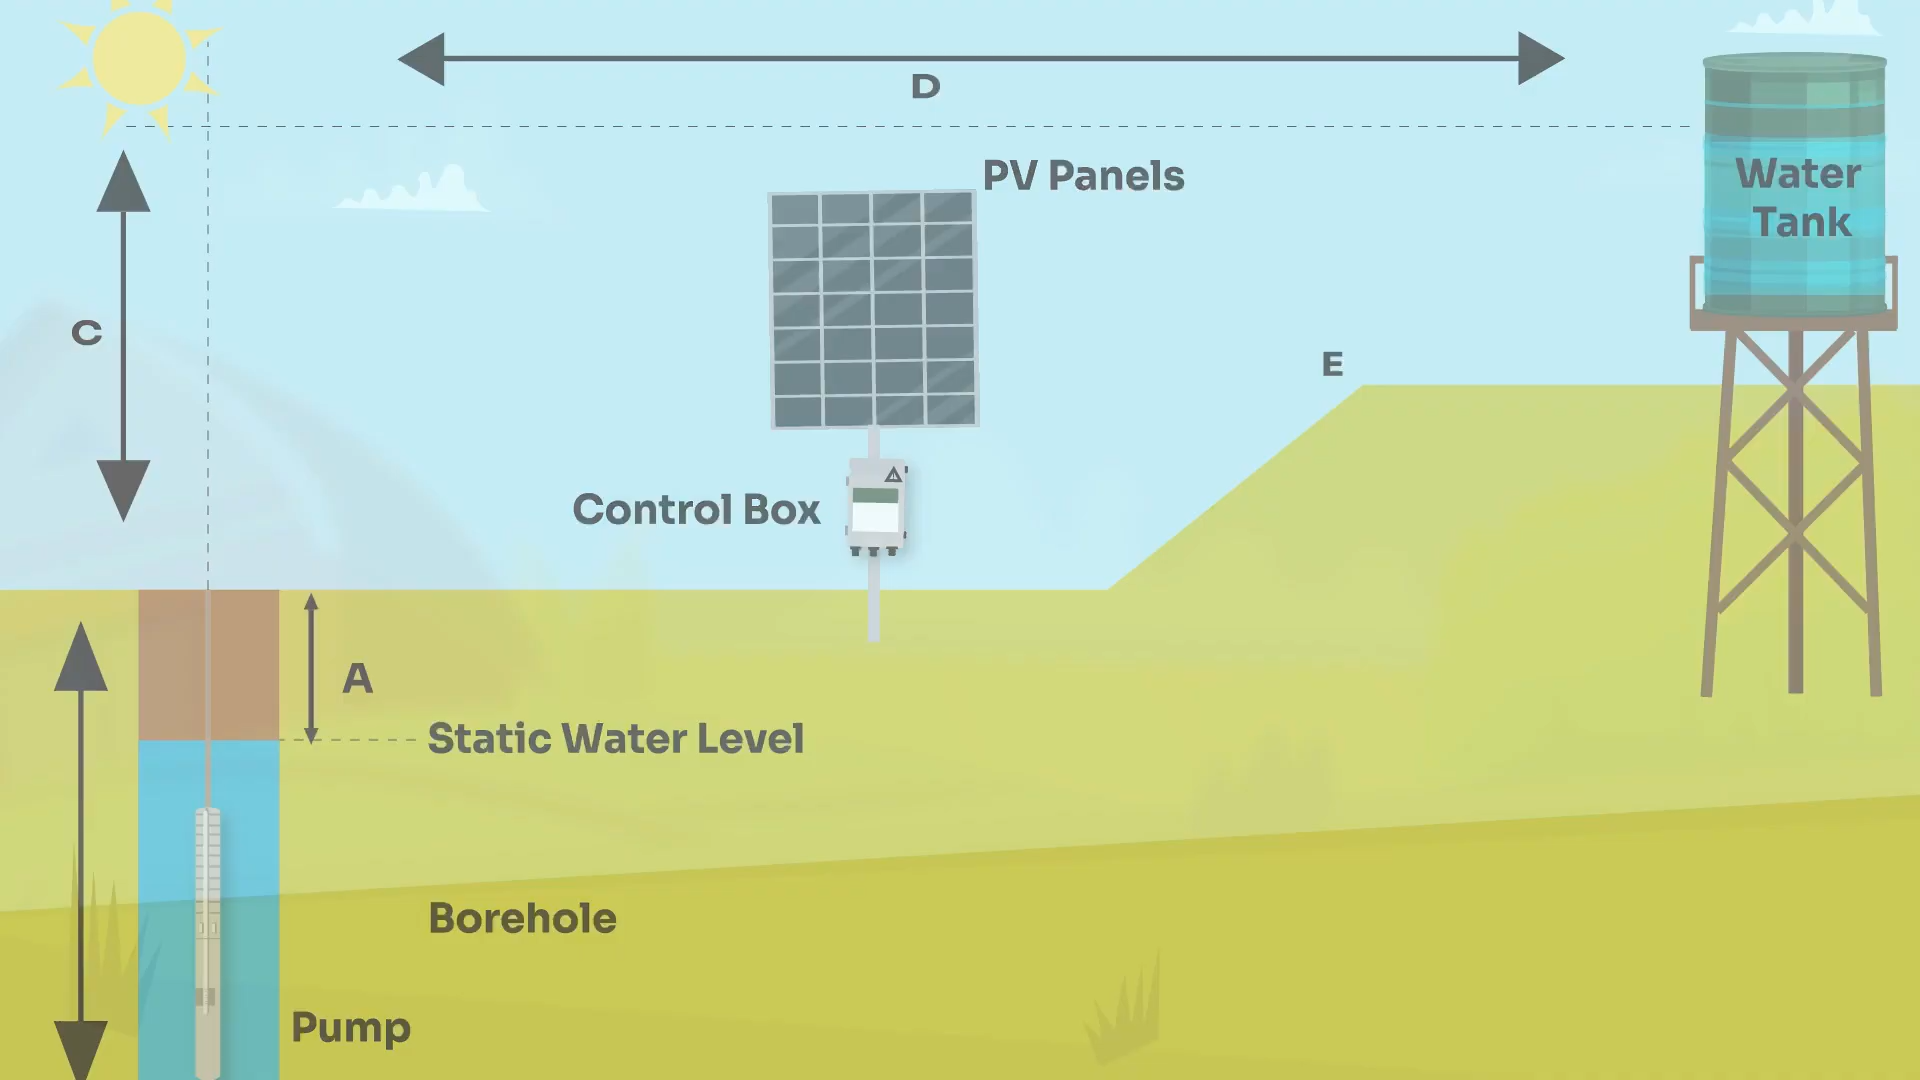 D
PV Panels
Water
Tank
C
E
Control Box
A
Static Water Level
Borehole
Pump